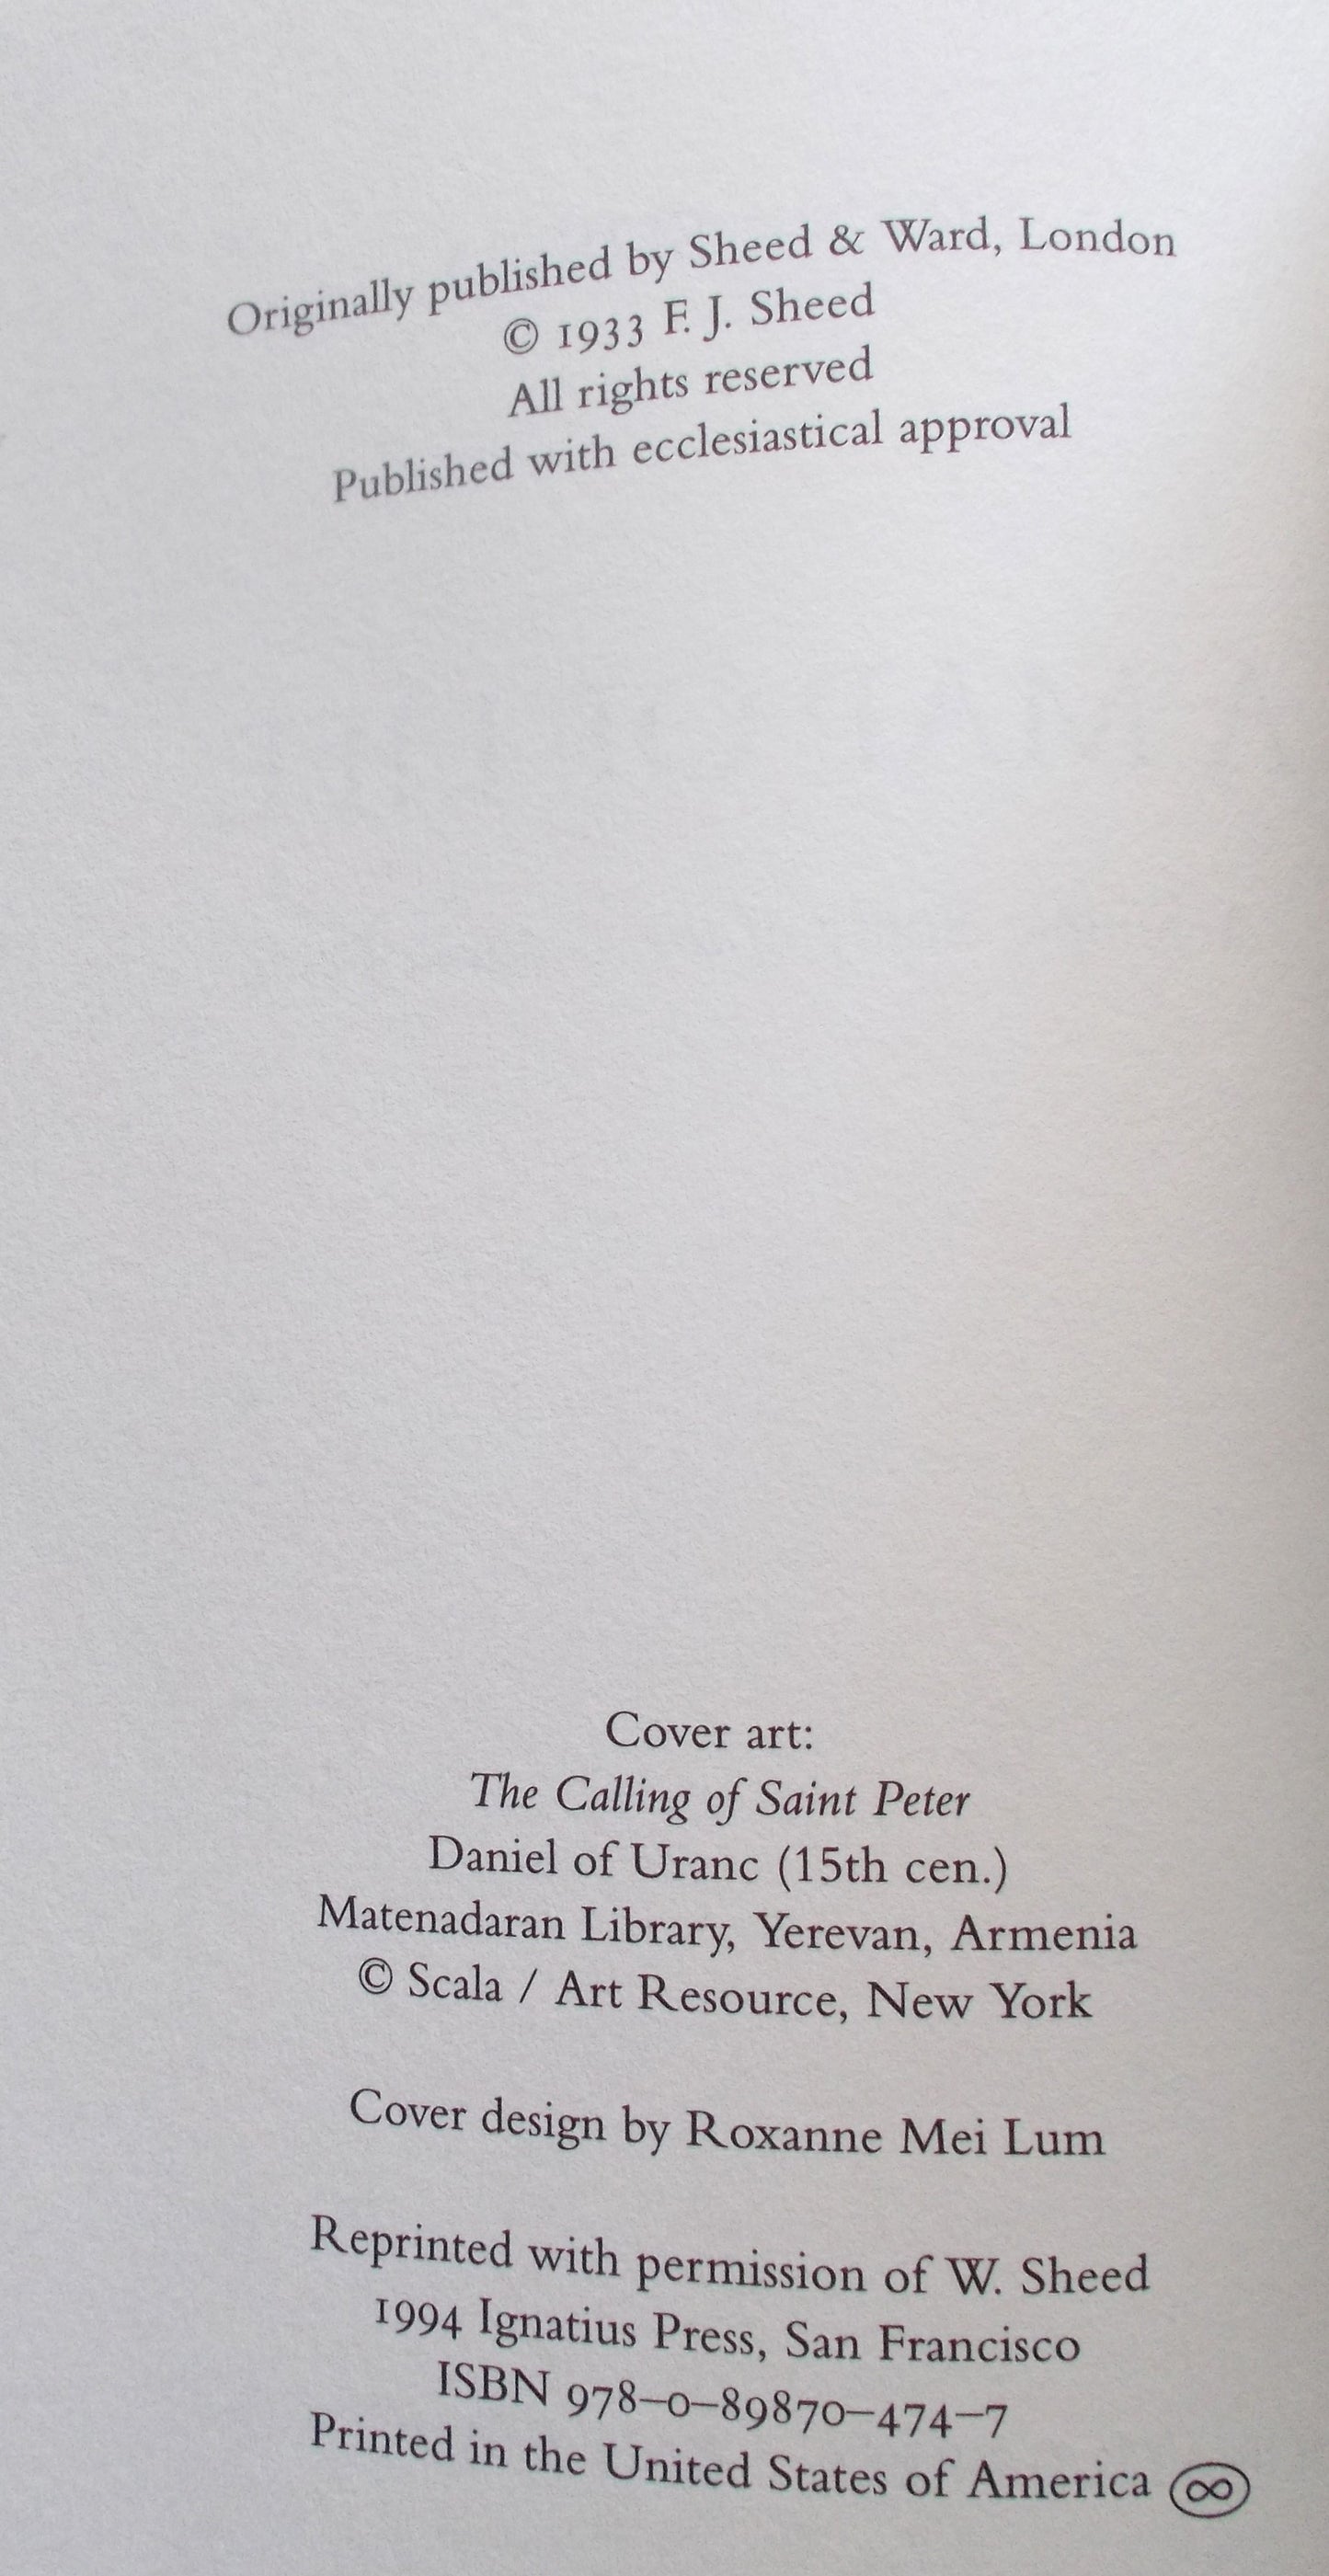 Originally published by Sheed & Ward, London
© 1933 F. J. Sheed
All rights reserved
Published with ecclesiastical approval
Cover art:
The Calling of Saint Peter
Daniel of Uranc (15th cen.)
Matenadaran Library, Yerevan, Armenia
© Scala / Art Resource, New York
Cover design by Roxanne Mei Lum
Reprinted with permission of W. Sheed
1994 Ignatius Press, San Francisco
ISBN 978–0–89870–474–7
Printed in the United States of America ♾